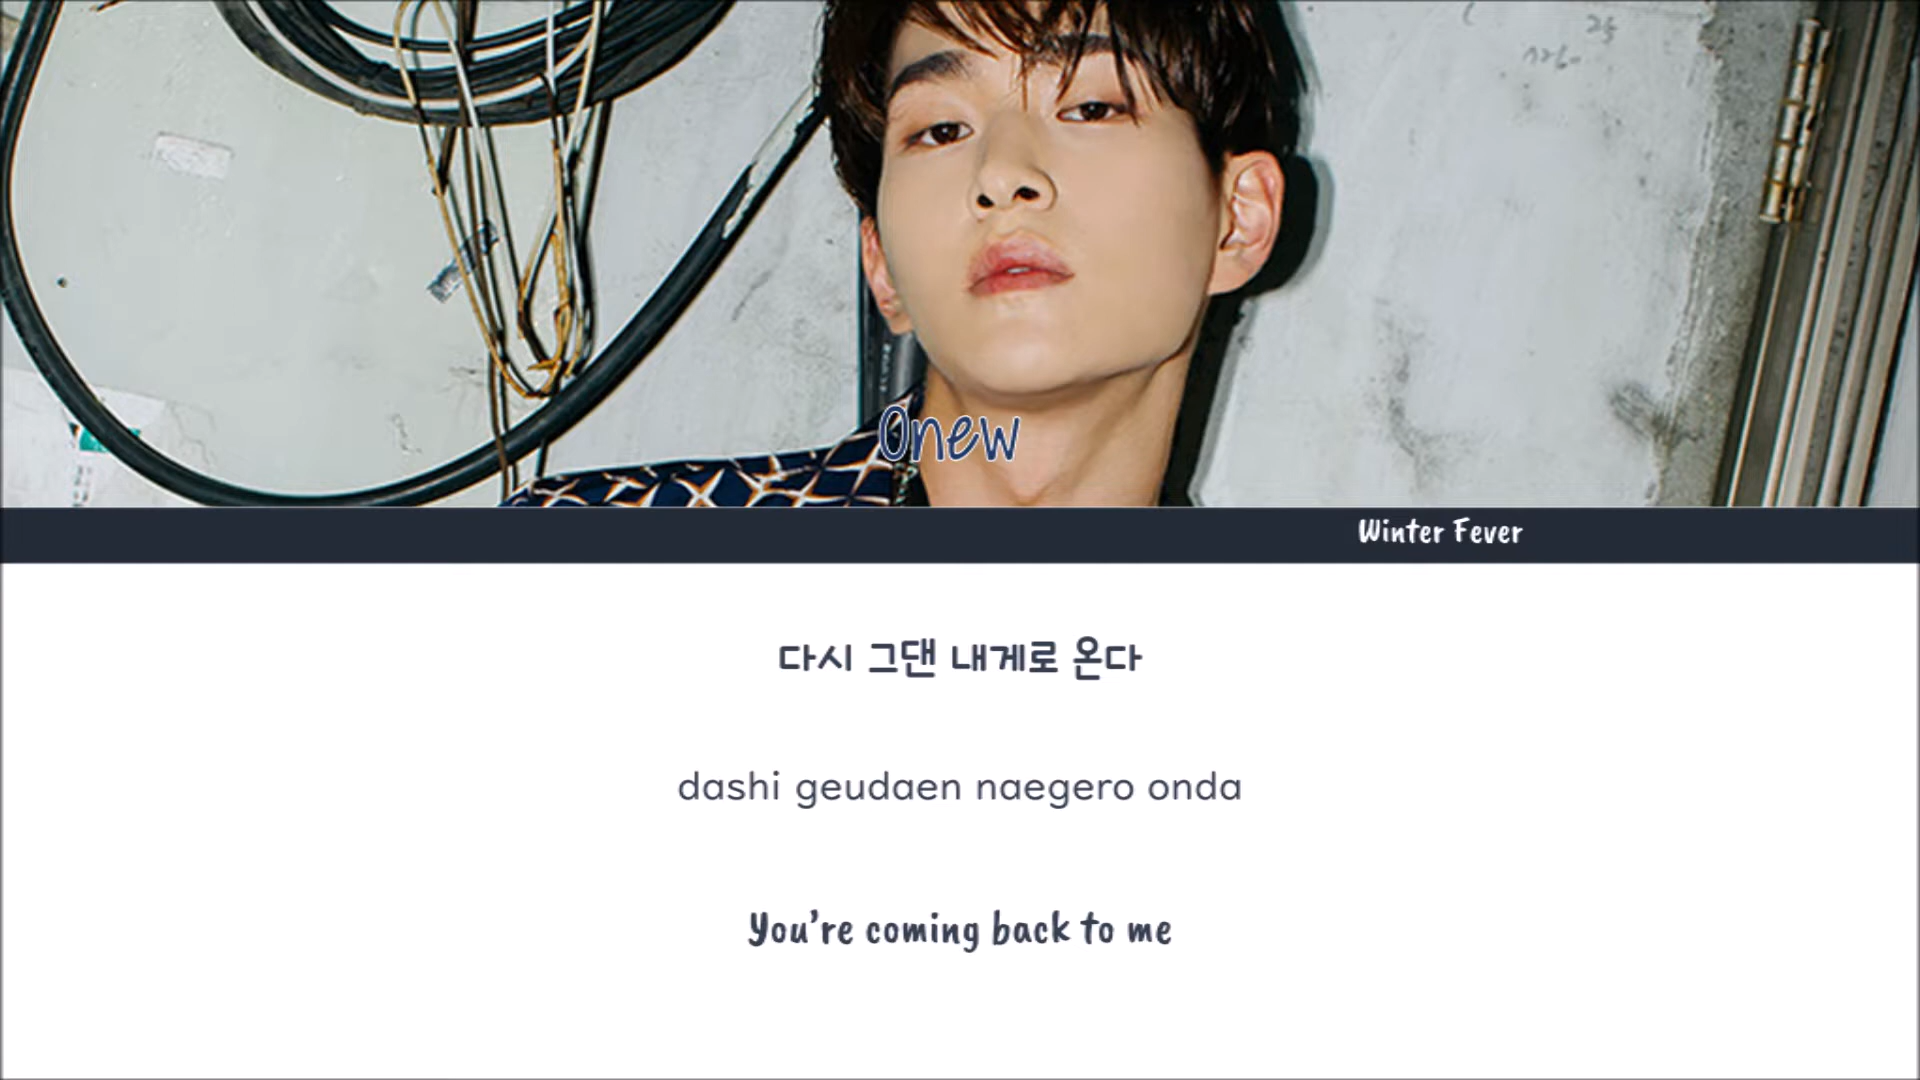 Onew
Winter Fever
다시 그댄 내게로 온다
dashi geudaen naegero onda
You're coming back to me